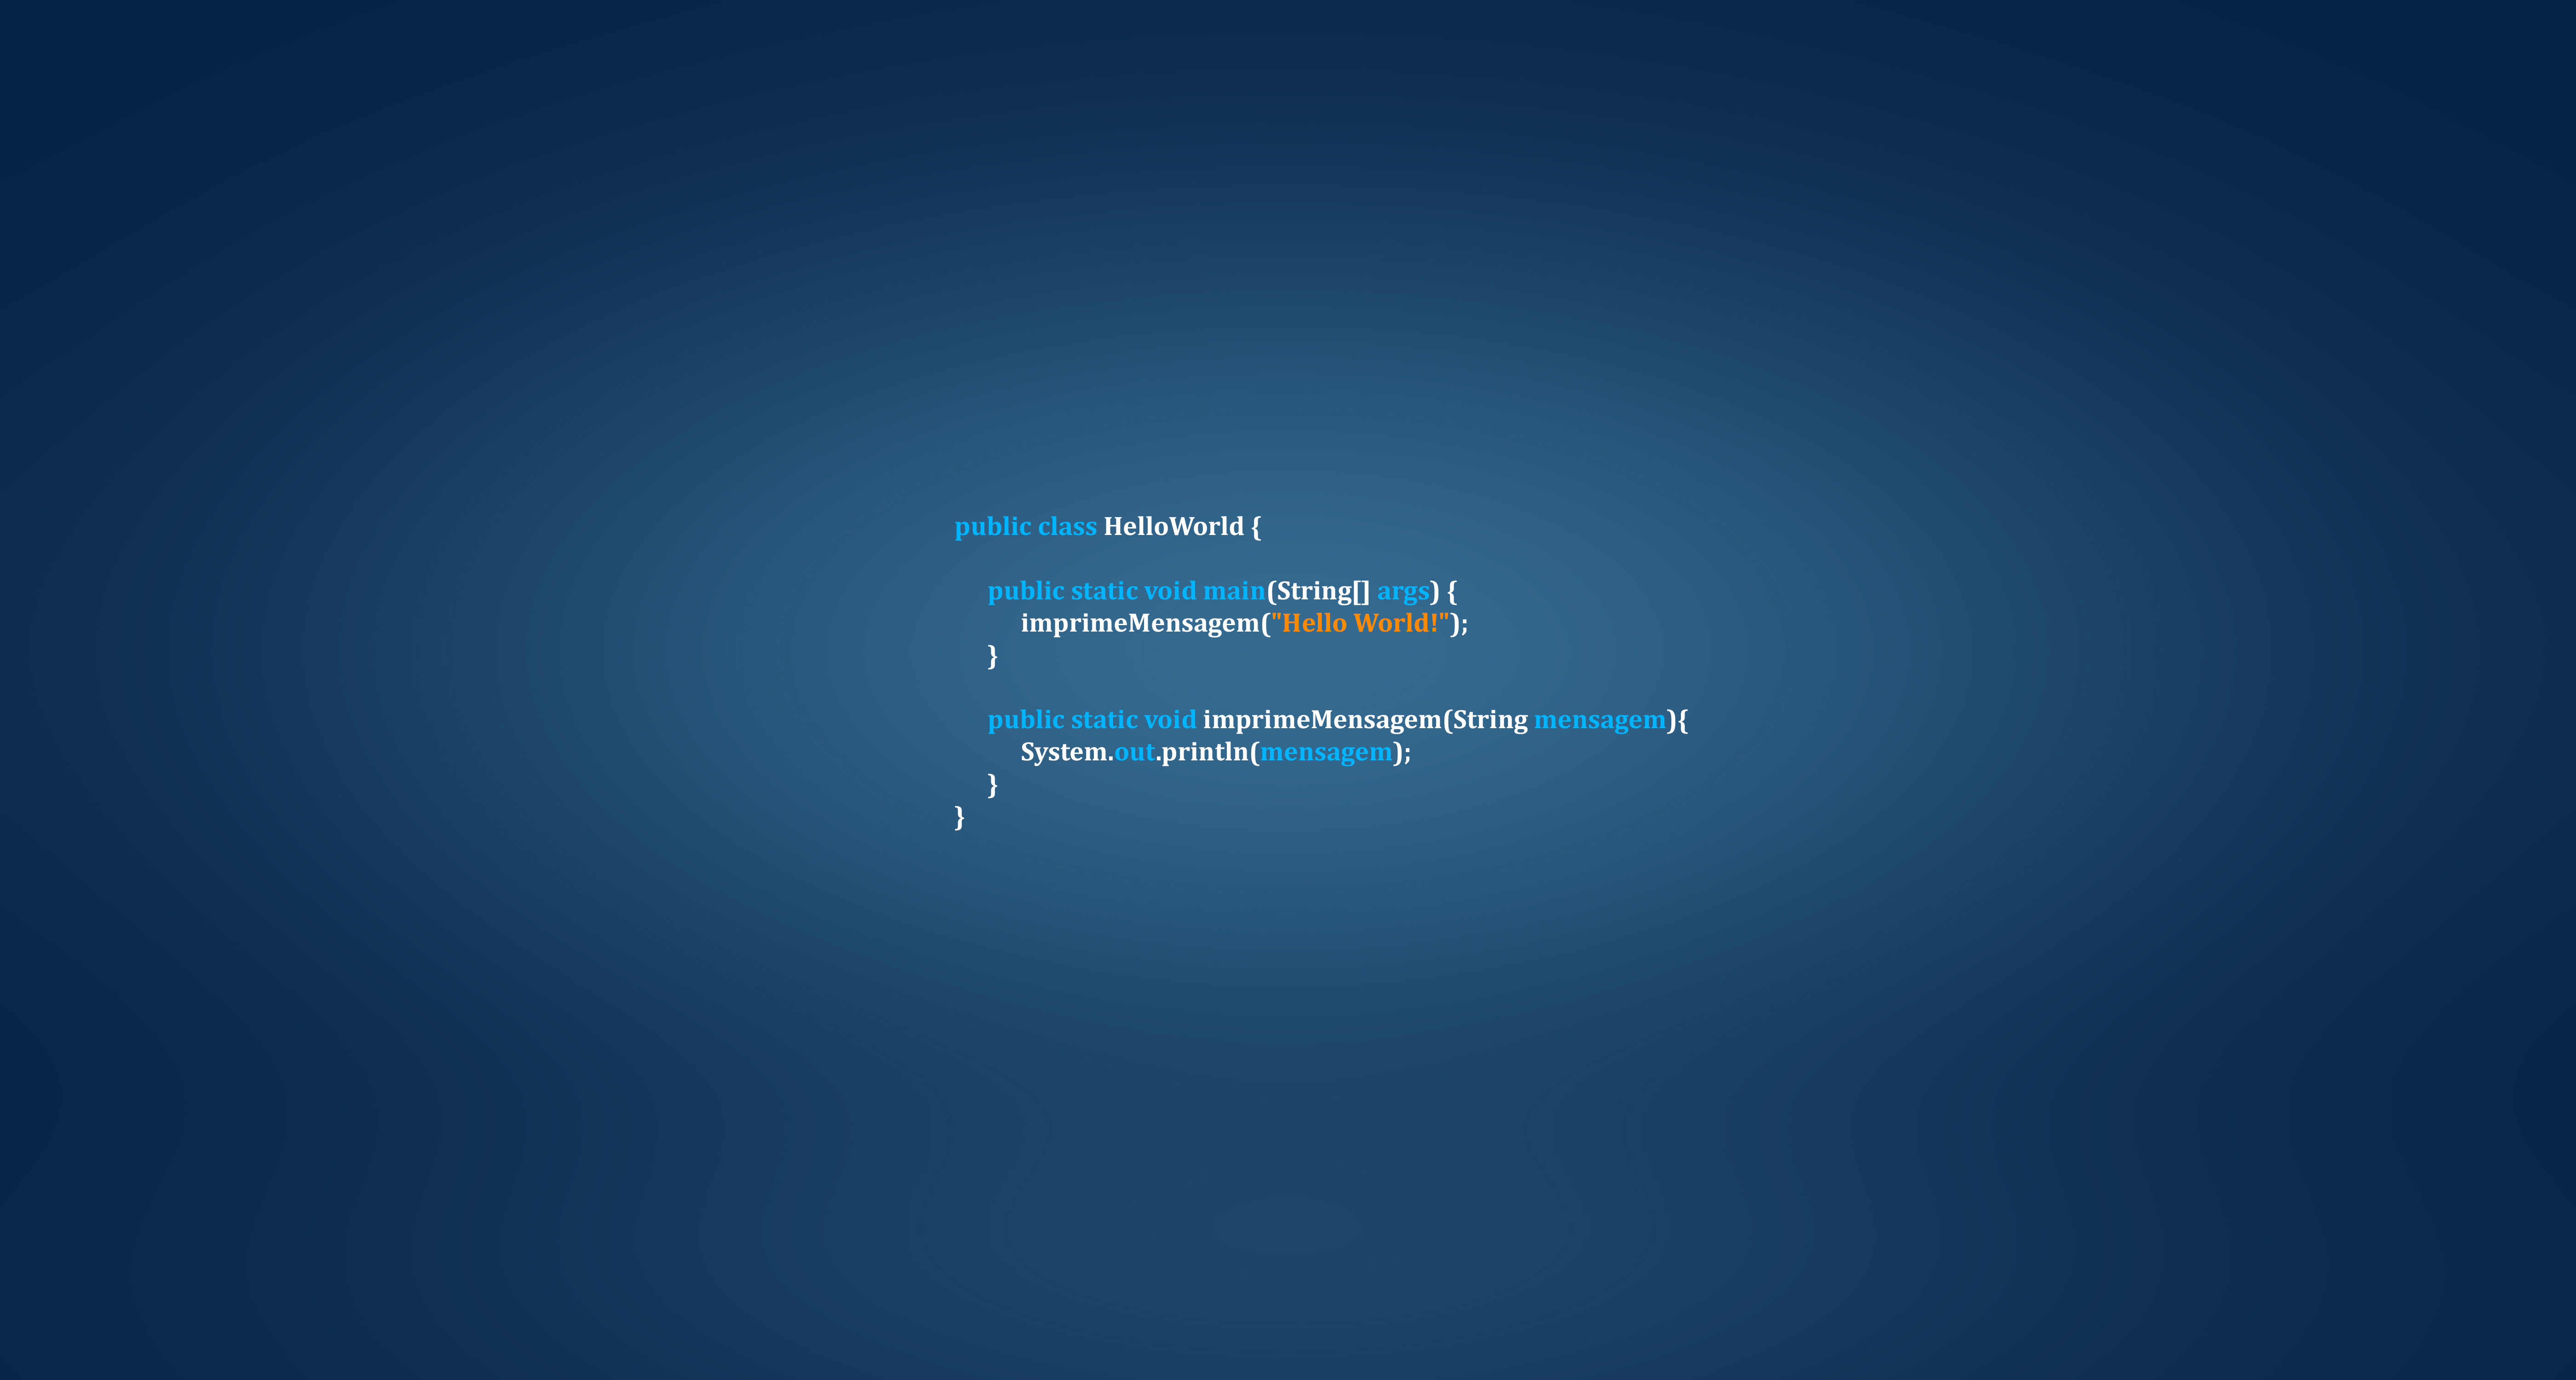 public class HelloWorld {
public static void main(String[] args) {
imprimeMensagem("Hello World!");
}
public static void imprimeMensagem(String mensagem){
System.out.println(mensagem);
}
}